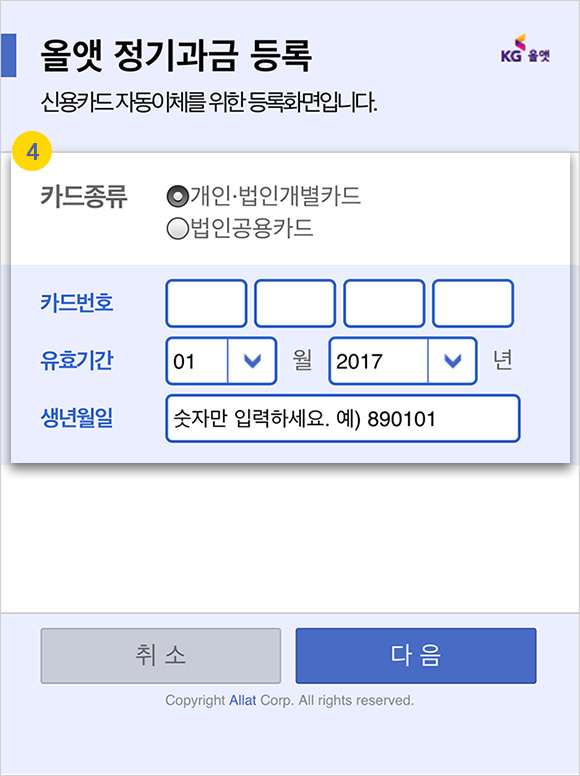 올앳 정기과금 등록
KG 올앳
신용카드 자동이체를 위한 등록화면입니다.
4
카드종류 개인·법인개별카드
법인공용카드
카드번호
유효기간 01 월 2017 년
생년월일 숫자만 입력하세요. 예) 890101
취 소 다 음
Copyright Allat Corp. All rights reserved.